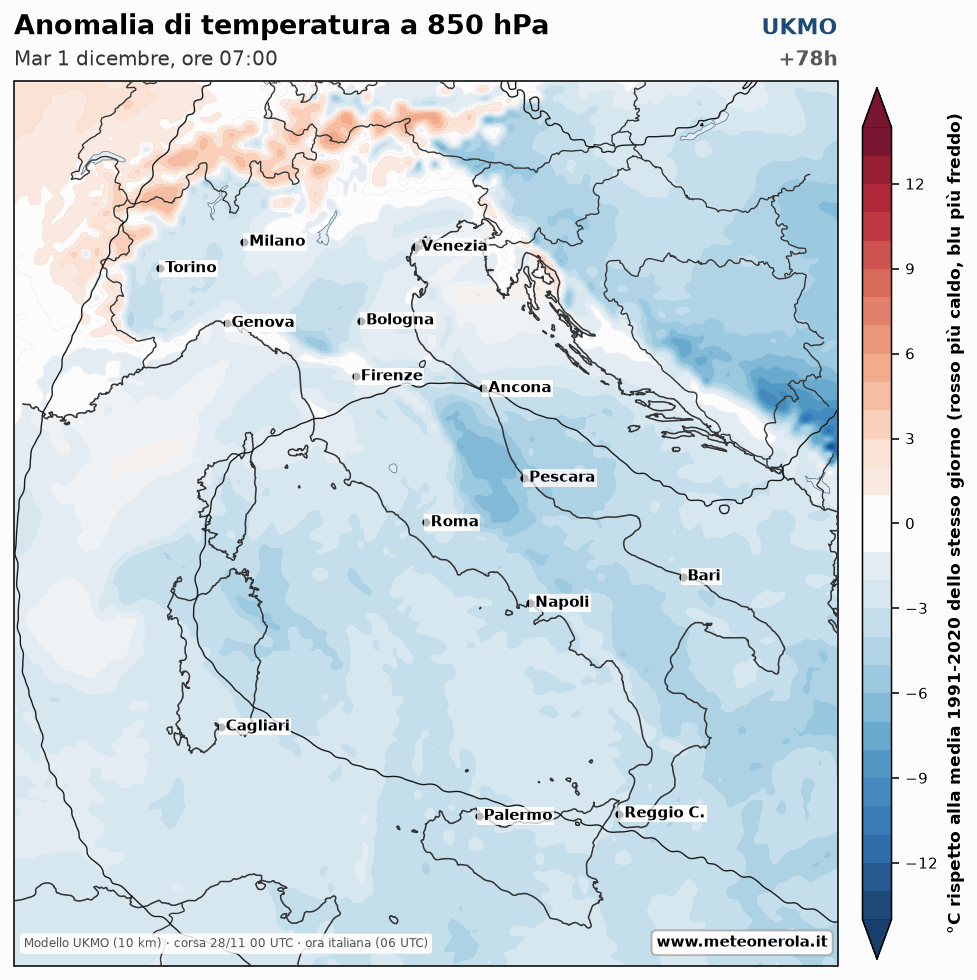 Anomalia di temperatura a 850 hPa
UKMO
Mar 1 dicembre, ore 07:00
+78h
Milano
Venezia
Torino
Genova
Bologna
Firenze
Ancona
Pescara
Roma
Bari
Napoli
Cagliari
Palermo
Reggio C.
12
9
6
3
0
−3
−6
−9
−12
°C rispetto alla media 1991-2020 dello stesso giorno (rosso più caldo, blu più freddo)
Modello UKMO (10 km) · corsa 28/11 00 UTC · ora italiana (06 UTC)
www.meteonerola.it